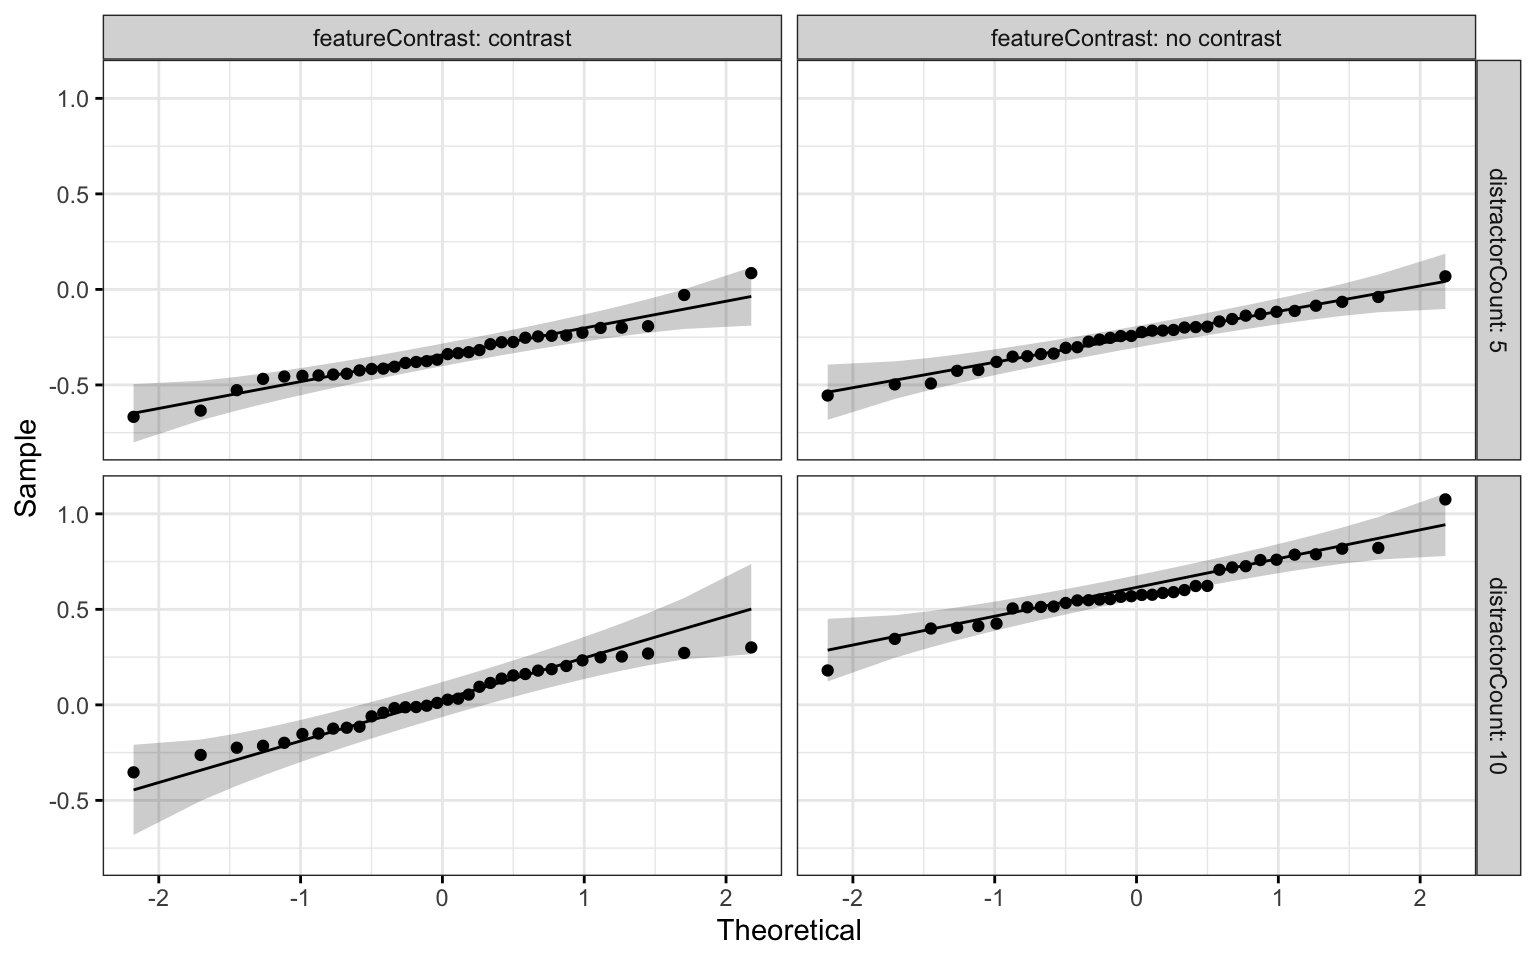 featureContrast: contrast
featureContrast: no contrast
1.0
0.5
0.0
-0.5
distractorCount: 5
Sample
1.0
0.5
0.0
-0.5
distractorCount: 10
-2 -1 0 1 2
-2 -1 0 1 2
Theoretical